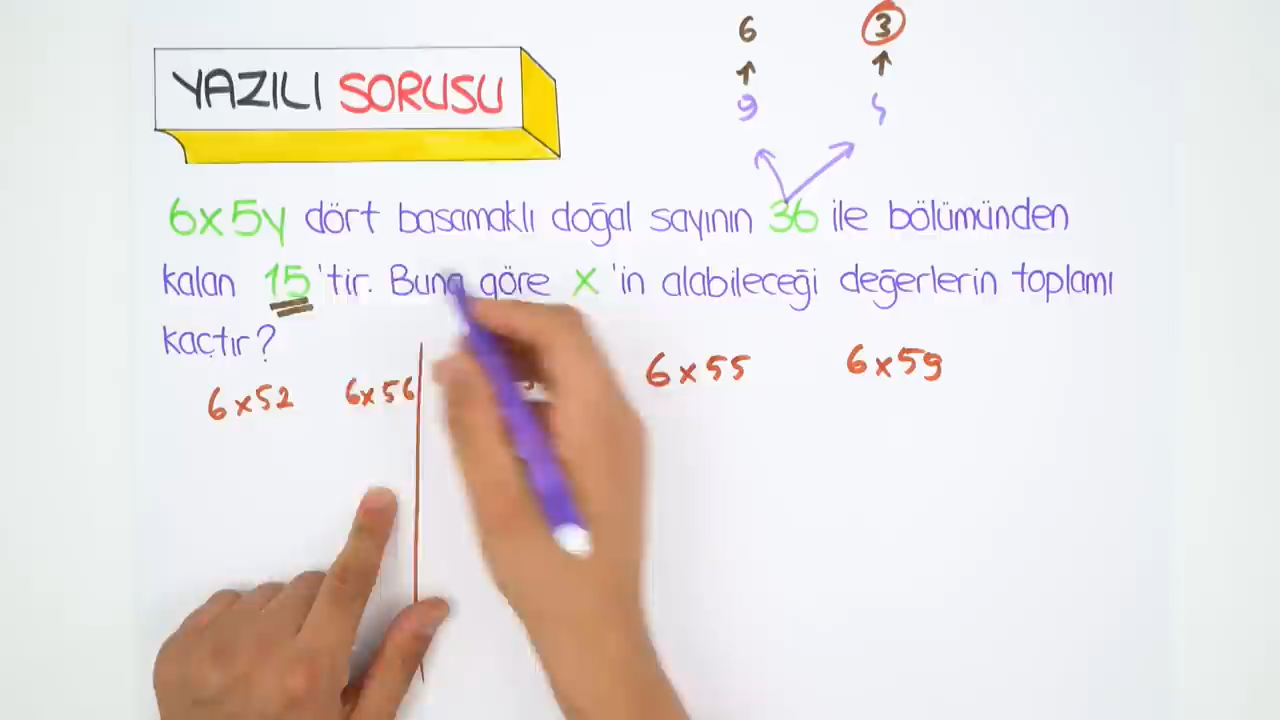 6 3
9 4
YAZILI SORUSU
6x5y dört basamaklı doğal sayının 36 ile bölümünden
kalan 15'tir. Buna göre x'in alabileceği değerlerin toplamı
kaçtır?
6x52 6x56 6x55 6x59